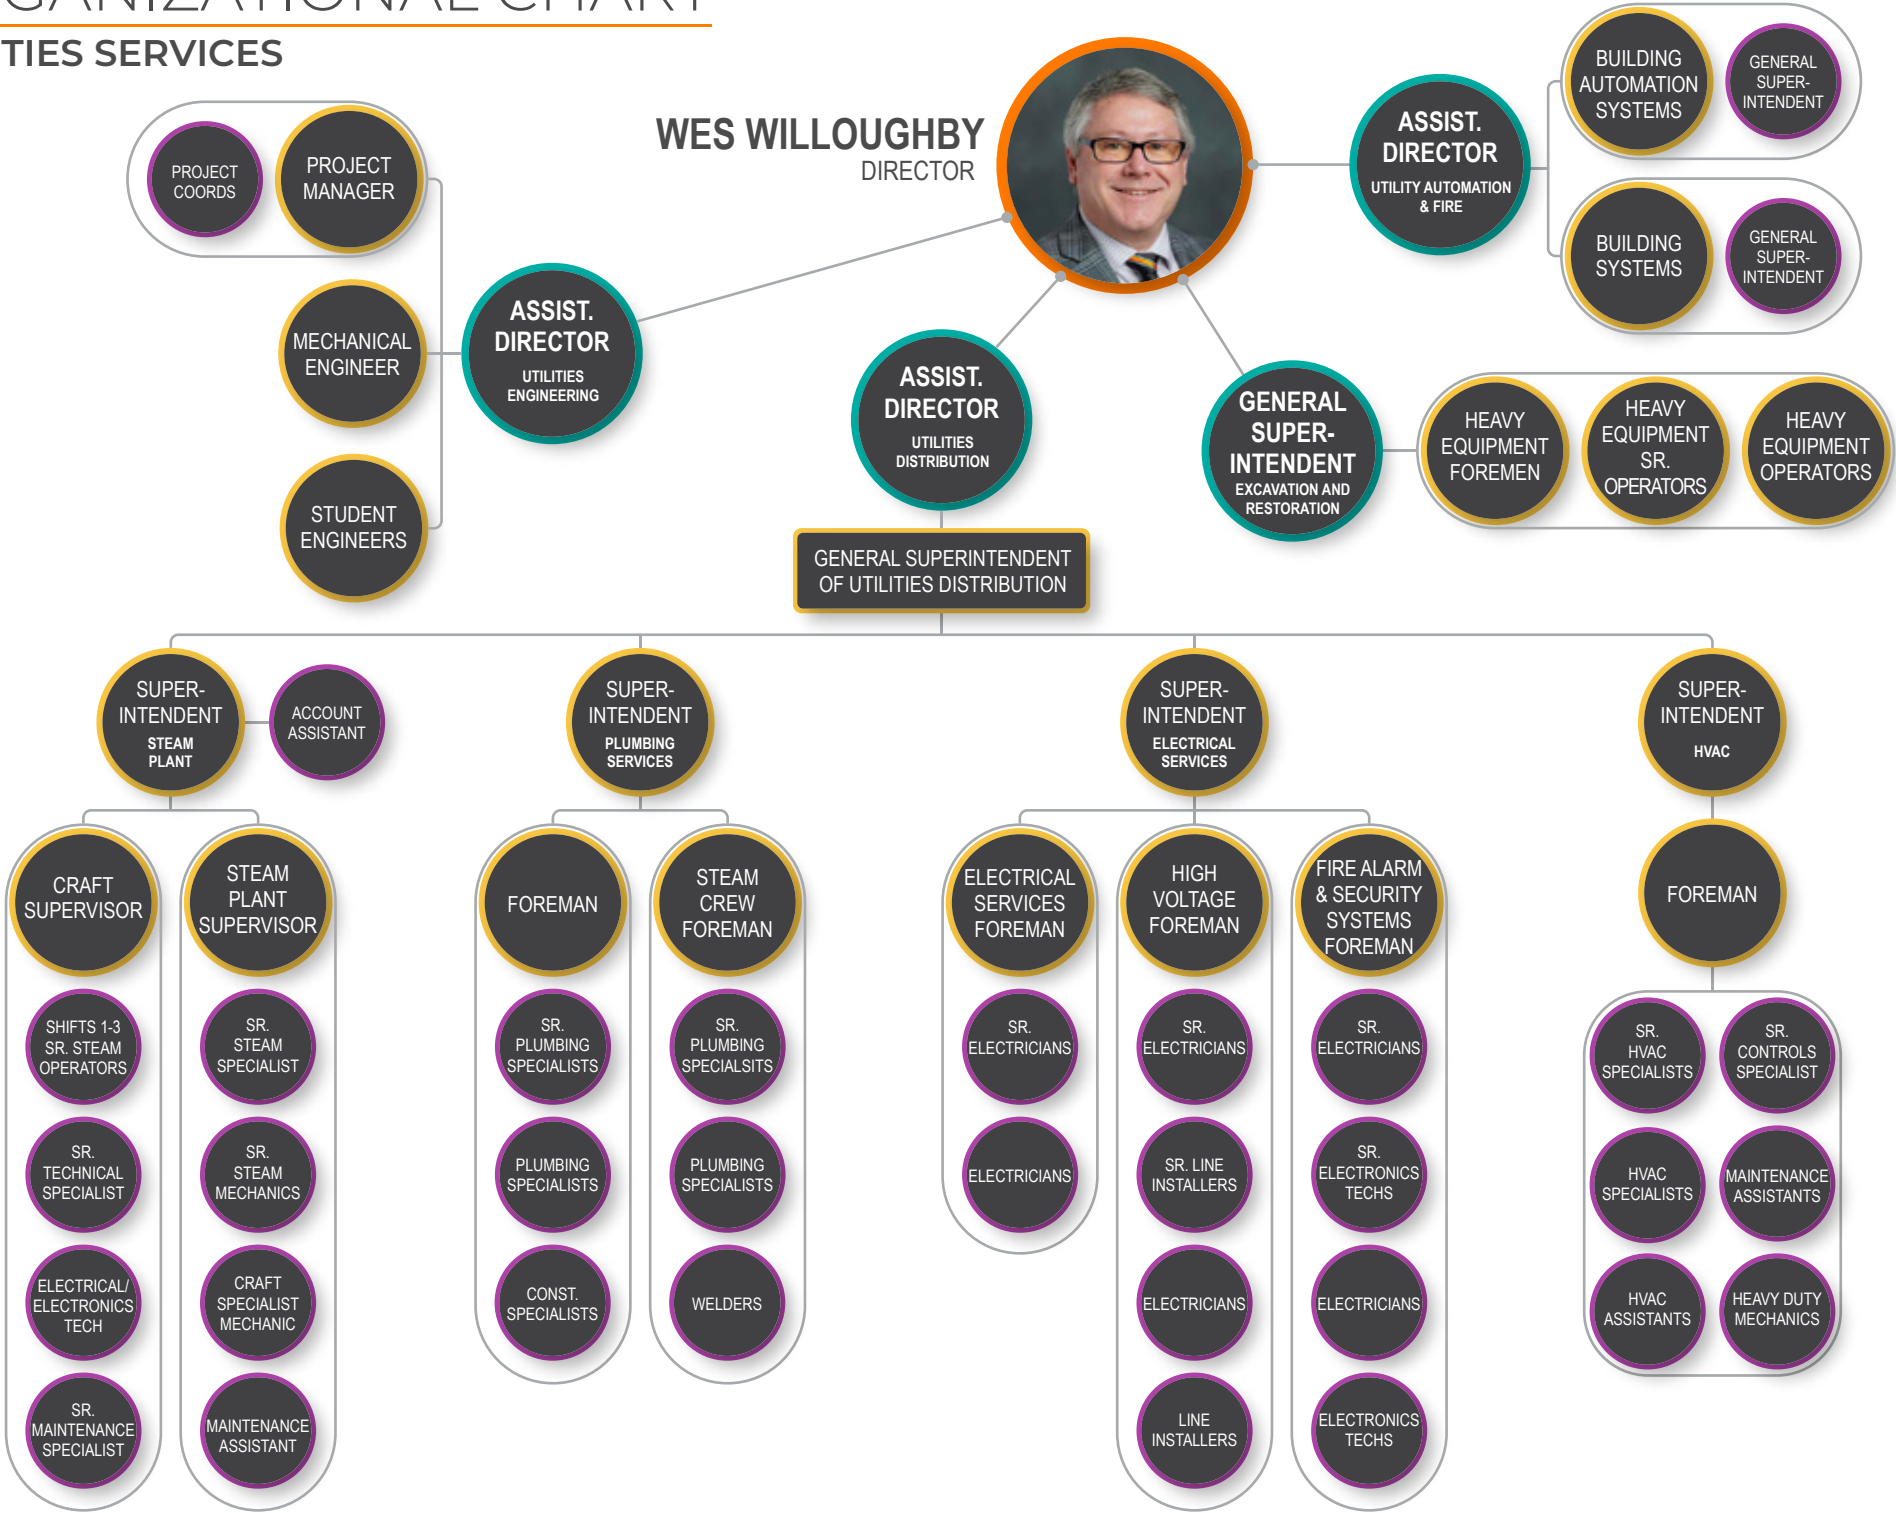 GANIZATIONAL CHART
TIES SERVICES
WES WILLOUGHBY
DIRECTOR
PROJECT
COORDS
PROJECT
MANAGER
MECHANICAL
ENGINEER
STUDENT
ENGINEERS
ASSIST.
DIRECTOR
UTILITIES
ENGINEERING
ASSIST.
DIRECTOR
UTILITIES
DISTRIBUTION
GENERAL
SUPER-
INTENDENT
EXCAVATION AND
RESTORATION
ASSIST.
DIRECTOR
UTILITY AUTOMATION
& FIRE
BUILDING
AUTOMATION
SYSTEMS
GENERAL
SUPER-
INTENDENT
BUILDING
SYSTEMS
GENERAL
SUPER-
INTENDENT
HEAVY
EQUIPMENT
FOREMEN
HEAVY
EQUIPMENT
SR.
OPERATORS
HEAVY
EQUIPMENT
OPERATORS
GENERAL SUPERINTENDENT
OF UTILITIES DISTRIBUTION
SUPER-
INTENDENT
STEAM
PLANT
ACCOUNT
ASSISTANT
SUPER-
INTENDENT
PLUMBING
SERVICES
SUPER-
INTENDENT
ELECTRICAL
SERVICES
SUPER-
INTENDENT
HVAC
CRAFT
SUPERVISOR
SHIFTS 1-3
SR. STEAM
OPERATORS
SR.
TECHNICAL
SPECIALIST
ELECTRICAL/
ELECTRONICS
TECH
SR.
MAINTENANCE
SPECIALIST
STEAM
PLANT
SUPERVISOR
SR.
STEAM
SPECIALIST
SR.
STEAM
MECHANICS
CRAFT
SPECIALIST
MECHANIC
MAINTENANCE
ASSISTANT
FOREMAN
SR.
PLUMBING
SPECIALISTS
PLUMBING
SPECIALISTS
CONST.
SPECIALISTS
STEAM
CREW
FOREMAN
SR.
PLUMBING
SPECIALSITS
PLUMBING
SPECIALISTS
WELDERS
ELECTRICAL
SERVICES
FOREMAN
SR.
ELECTRICIANS
ELECTRICIANS
HIGH
VOLTAGE
FOREMAN
SR.
ELECTRICIANS
SR. LINE
INSTALLERS
ELECTRICIANS
LINE
INSTALLERS
FIRE ALARM
& SECURITY
SYSTEMS
FOREMAN
SR.
ELECTRICIANS
SR.
ELECTRONICS
TECHS
ELECTRICIANS
ELECTRONICS
TECHS
FOREMAN
SR.
HVAC
SPECIALISTS
SR.
CONTROLS
SPECIALIST
HVAC
SPECIALISTS
MAINTENANCE
ASSISTANTS
HVAC
ASSISTANTS
HEAVY DUTY
MECHANICS